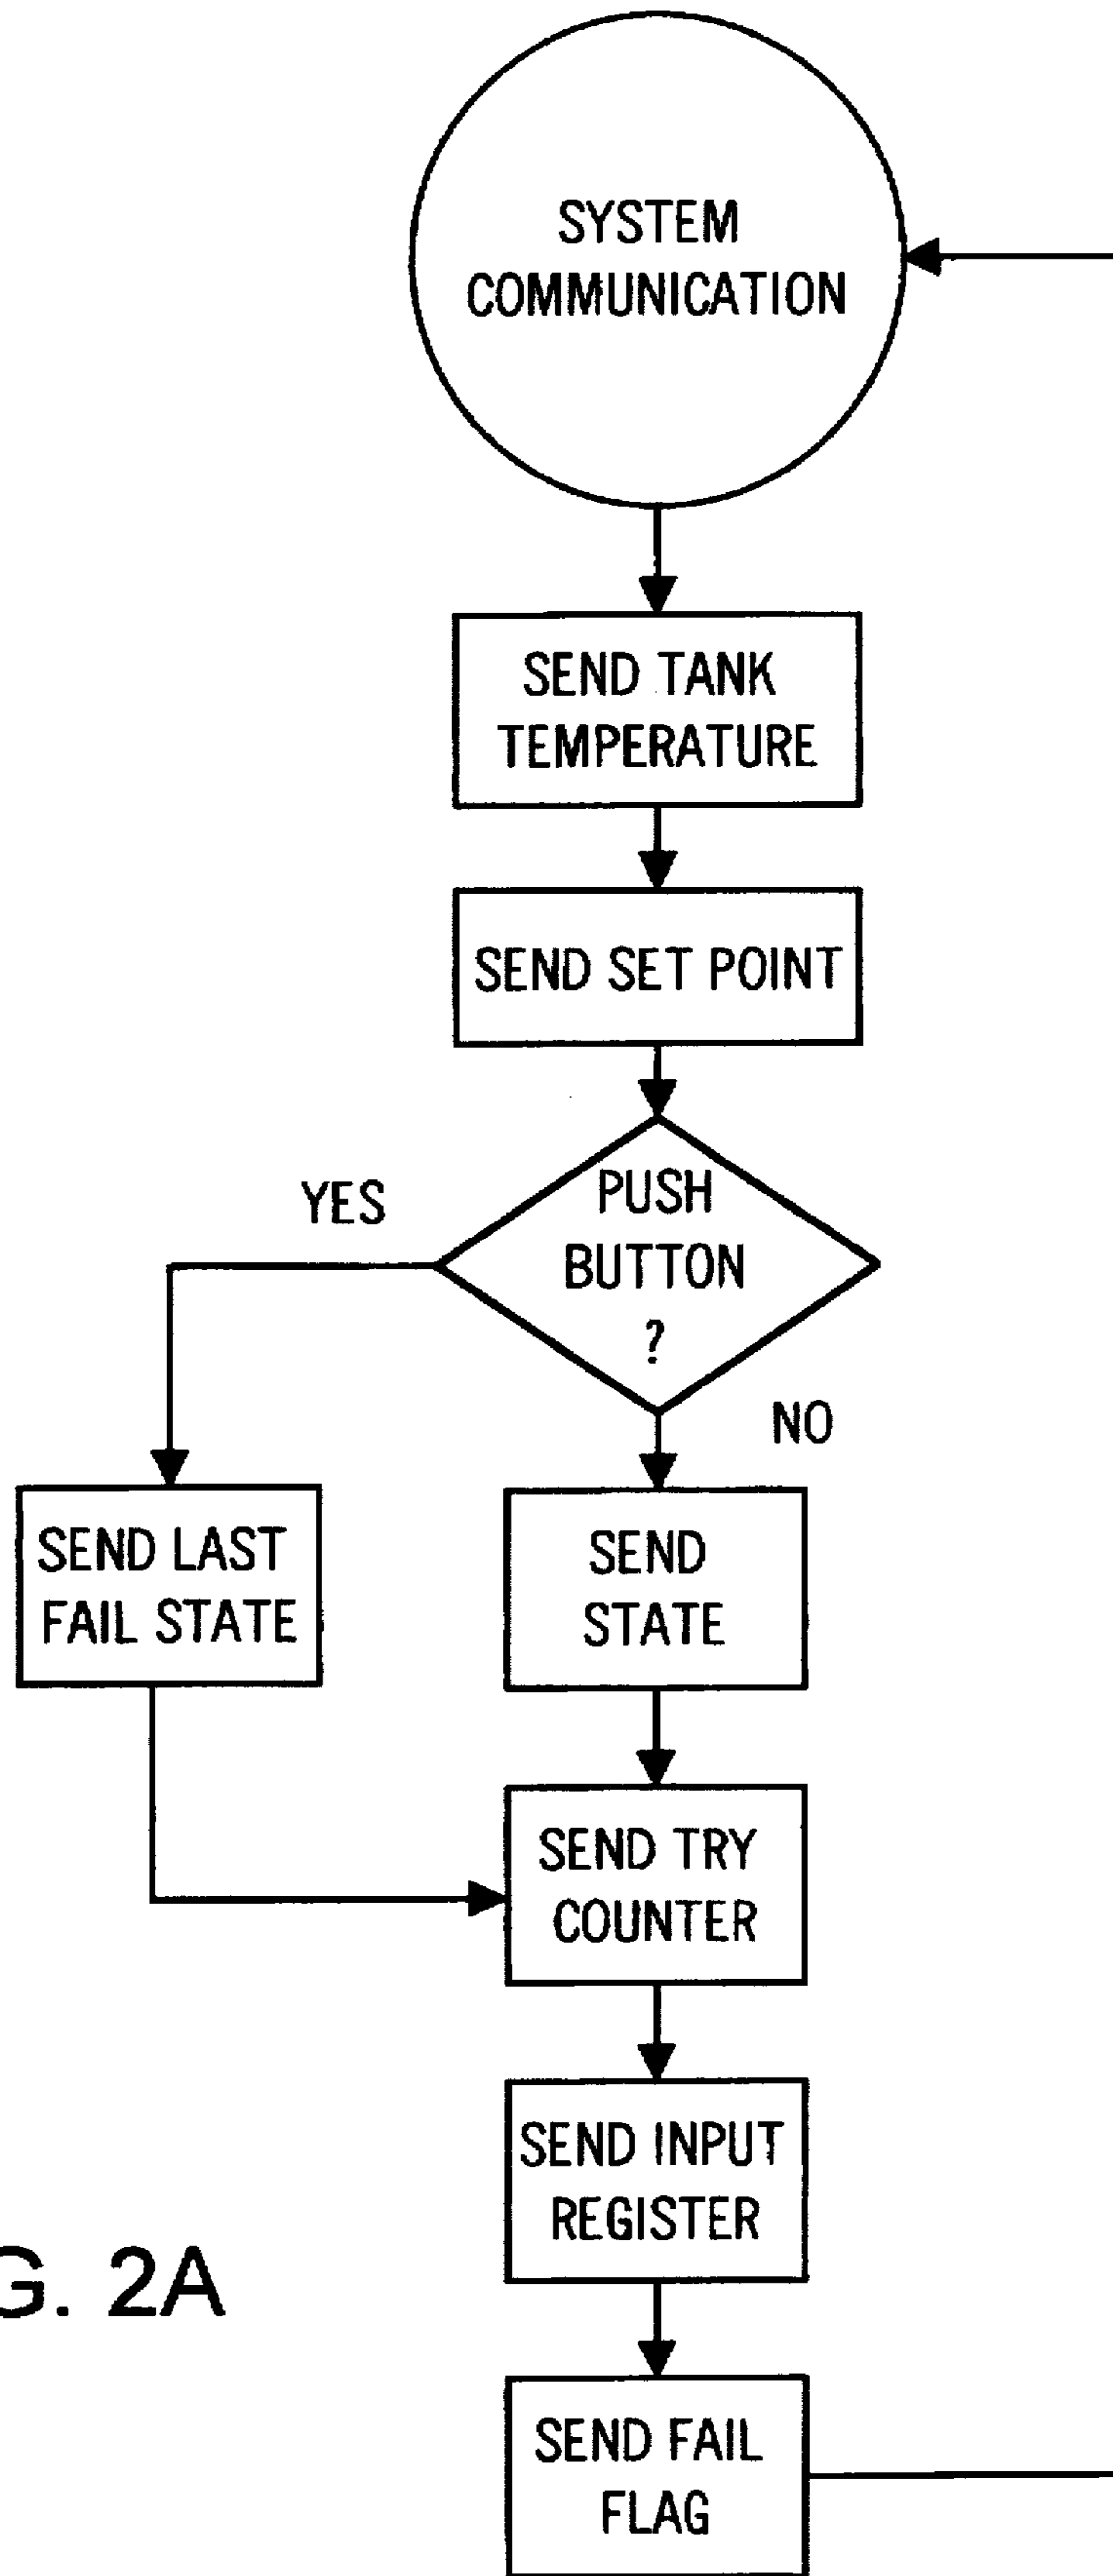 SYSTEM
COMMUNICATION
SEND TANK
TEMPERATURE
SEND SET POINT
PUSH
BUTTON
?
YES
NO
SEND LAST
FAIL STATE
SEND
STATE
SEND TRY
COUNTER
SEND INPUT
REGISTER
SEND FAIL
FLAG
G. 2A